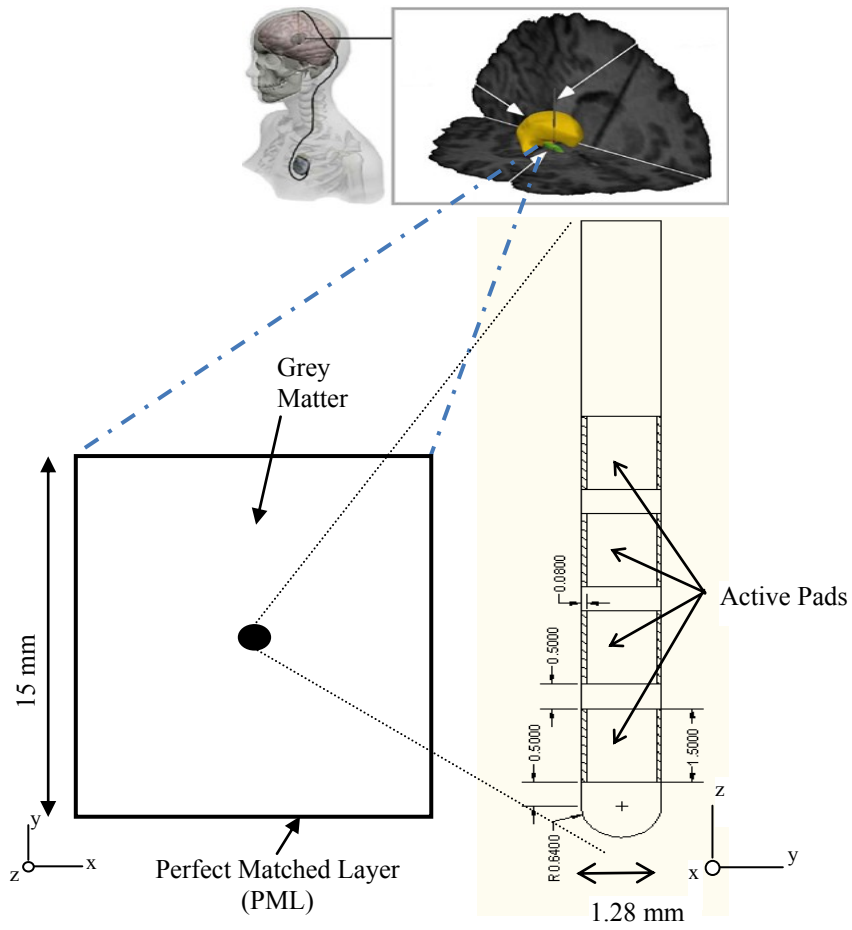 Grey
Matter
0.0800
Active Pads
15 mm
0.5000
0.5000
1.5000
z
y
z
x
R0.6400
x
y
Perfect Matched Layer
(PML)
1.28 mm